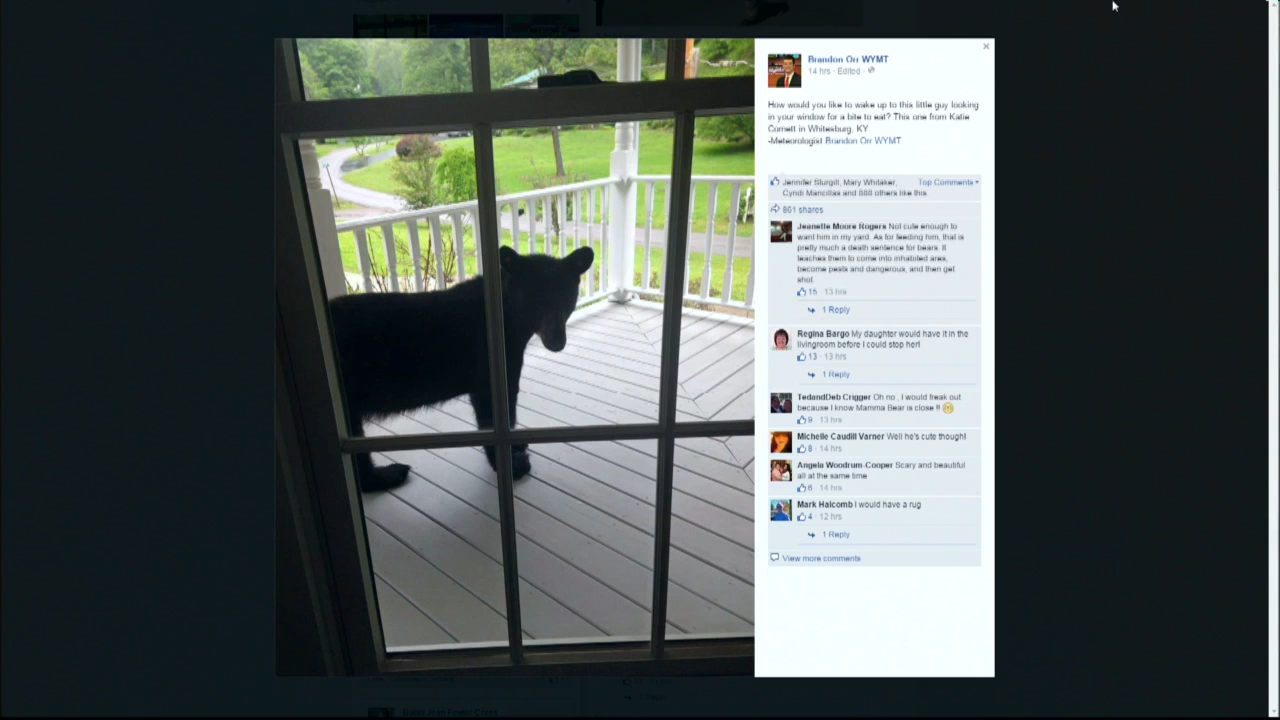 Brandon Orr WYMT
14 hrs · Edited ·
How would you like to wake up to this little guy looking
in your window for a bite to eat? This one from Katie
Cornett in Whitesburg, KY
-Meteorologist Brandon Orr WYMT
Jennifer Sturgill, Mary Whitaker,
Top Comments
Cyndi Mancillas and 888 others like this.
861 shares
Jeanette Moore Rogers Not cute enough to
want him in my yard. As for feeding him, that is
pretty much a death sentence for bears. It
teaches them to come into inhabited area,
become pests and dangerous, and then get
shot.
15 · 13 hrs
1 Reply
Regina Bargo My daughter would have it in the
livingroom before I could stop her!
13 · 13 hrs
1 Reply
TedandDeb Crigger Oh no , I would freak out
because I know Mamma Bear is close !!
9 · 13 hrs
Michelle Caudill Varner Well he's cute though!
8 · 14 hrs
Angela Woodrum-Cooper Scary and beautiful
all at the same time
6 · 14 hrs
Mark Halcomb I would have a rug
4 · 12 hrs
1 Reply
View more comments